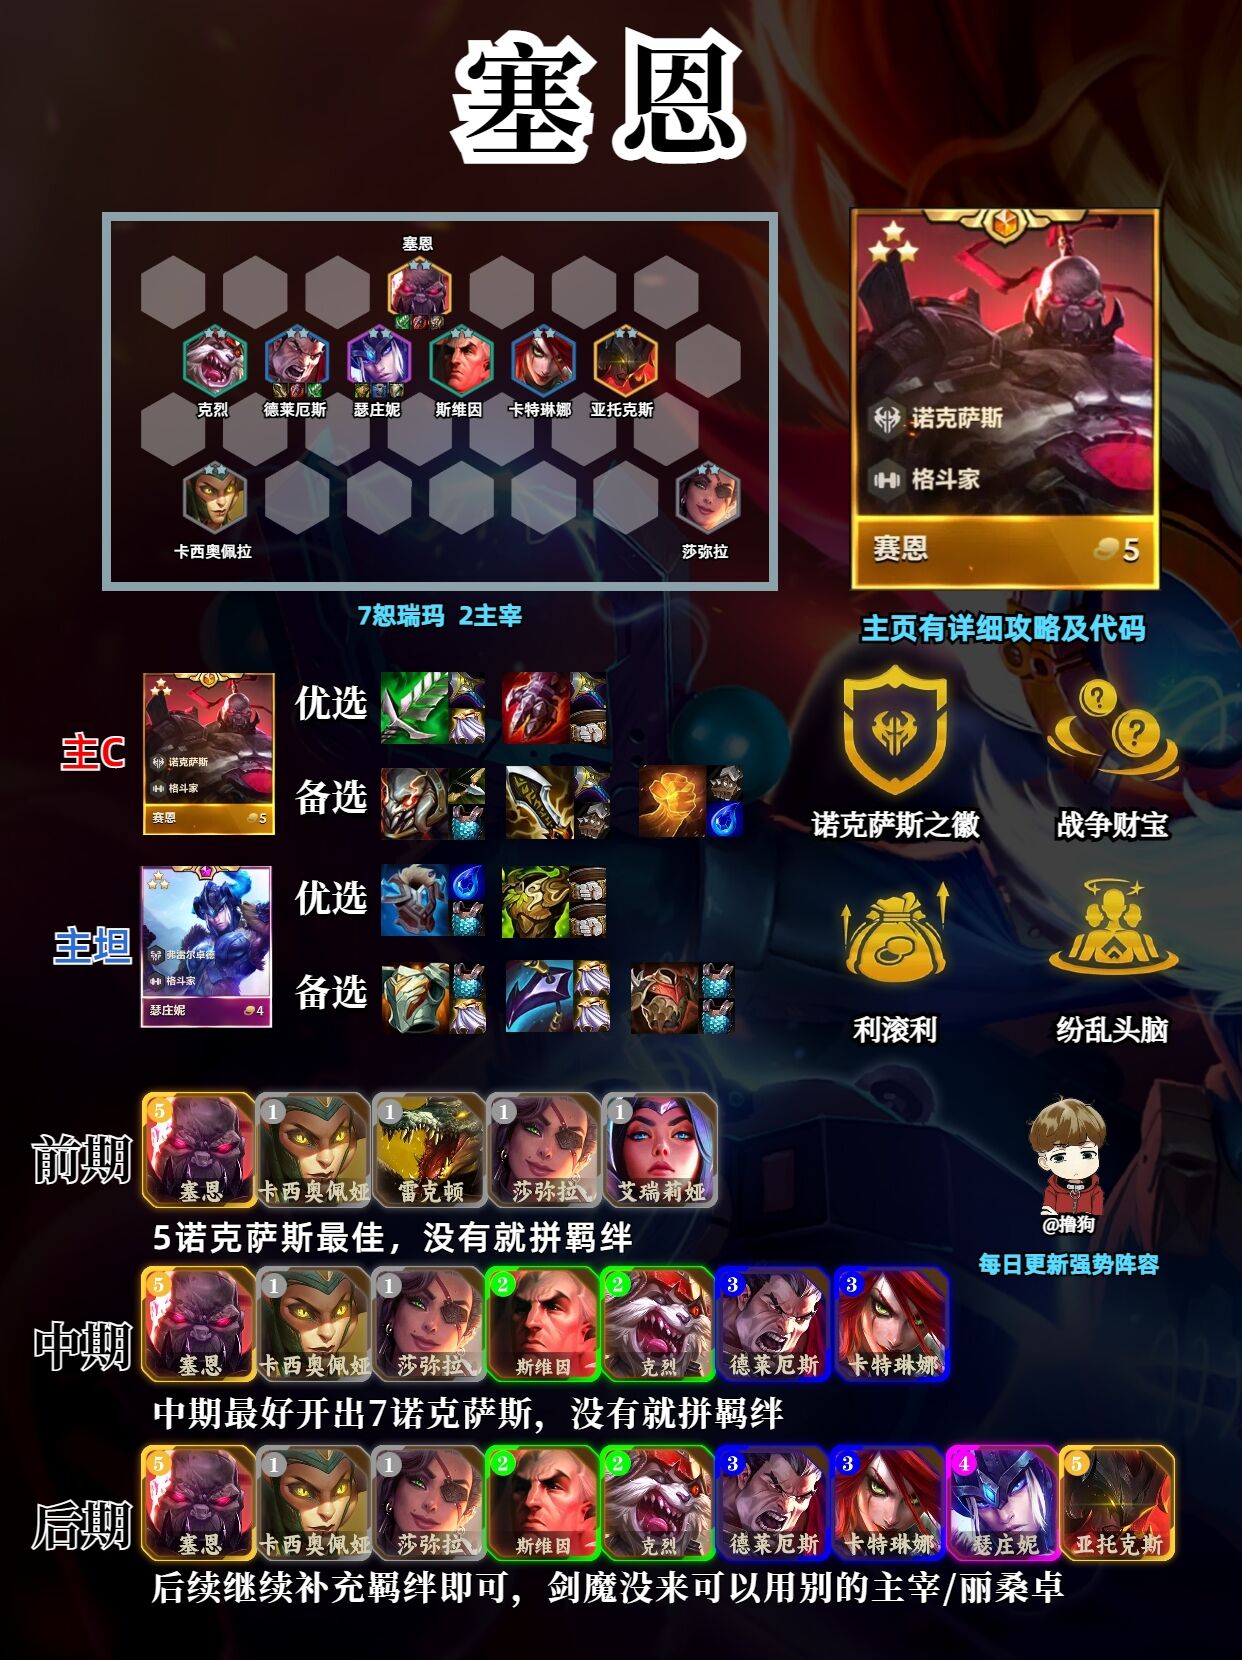 塞恩
塞恩
克烈
德莱厄斯
瑟庄妮
斯维因
卡特琳娜
亚托克斯
卡西奥佩拉
莎弥拉
7恕瑞玛 2主宰
诺克萨斯
格斗家
赛恩
5
主页有详细攻略及代码
主C
诺克萨斯
格斗家
赛恩
5
优选
备选
主坦
弗雷尔卓德
格斗家
瑟庄妮
4
优选
备选
诺克萨斯之徽
战争财宝
利滚利
纷乱头脑
前期
5 塞恩
1 卡西奥佩娅
1 雷克顿
1 莎弥拉
1 艾瑞莉娅
5诺克萨斯最佳，没有就拼羁绊
@撸狗
每日更新强势阵容
中期
5 塞恩
1 卡西奥佩娅
1 莎弥拉
2 斯维因
2 克烈
3 德莱厄斯
3 卡特琳娜
中期最好开出7诺克萨斯，没有就拼羁绊
后期
5 塞恩
1 卡西奥佩娅
1 莎弥拉
2 斯维因
2 克烈
3 德莱厄斯
3 卡特琳娜
4 瑟庄妮
5 亚托克斯
后续继续补充羁绊即可，剑魔没来可以用别的主宰/丽桑卓